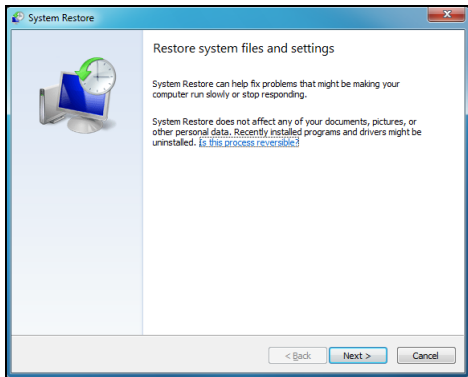 System Restore
Restore system files and settings
System Restore can help fix problems that might be making your
computer run slowly or stop responding.
System Restore does not affect any of your documents, pictures, or
other personal data. Recently installed programs and drivers might be
uninstalled. Is this process reversible?
< Back Next > Cancel